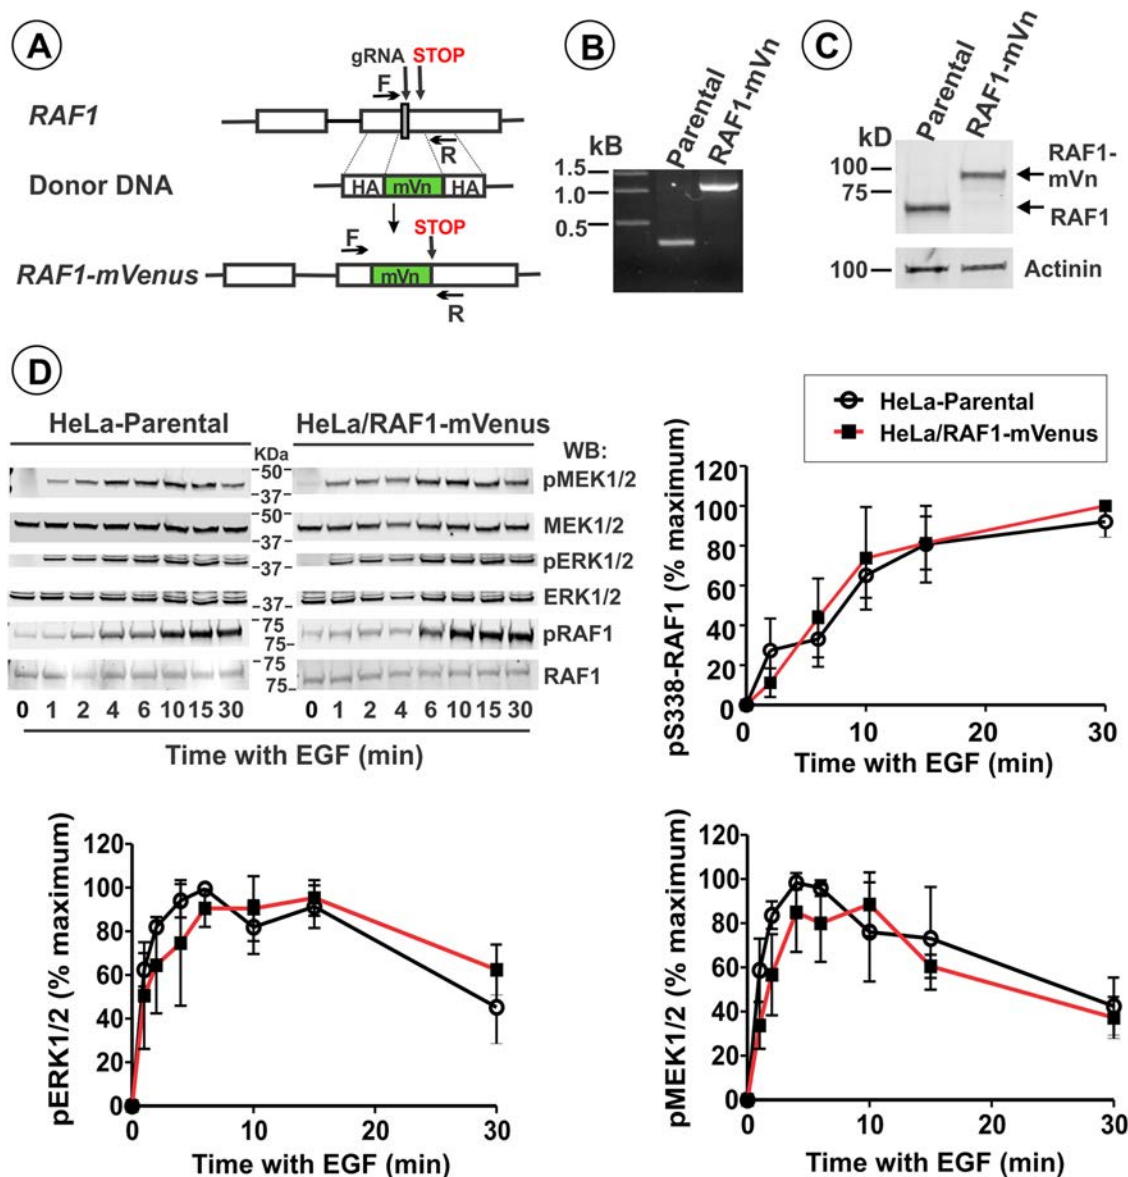 A
gRNA STOP
F
RAF1
R
Donor DNA
HA mVn HA
F STOP
RAF1-mVenus
mVn
R
B
kB
Parental
RAF1-mVn
1.5
1.0
0.5
C
kD
Parental
RAF1-mVn
100
75
RAF1-
mVn
RAF1
100
Actinin
D
HeLa-Parental
HeLa/RAF1-mVenus
KDa
WB:
50
37
pMEK1/2
50
37
MEK1/2
37
pERK1/2
37
ERK1/2
75
75
pRAF1
75
75
RAF1
0 1 2 4 6 10 15 30
0 1 2 4 6 10 15 30
Time with EGF (min)
HeLa-Parental
HeLa/RAF1-mVenus
pS338-RAF1 (% maximum)
120
100
80
60
40
20
0
0 10 20 30
Time with EGF (min)
pERK1/2 (% maximum)
120
100
80
60
40
20
0
0 10 20 30
Time with EGF (min)
pMEK1/2 (% maximum)
120
100
80
60
40
20
0
0 10 20 30
Time with EGF (min)